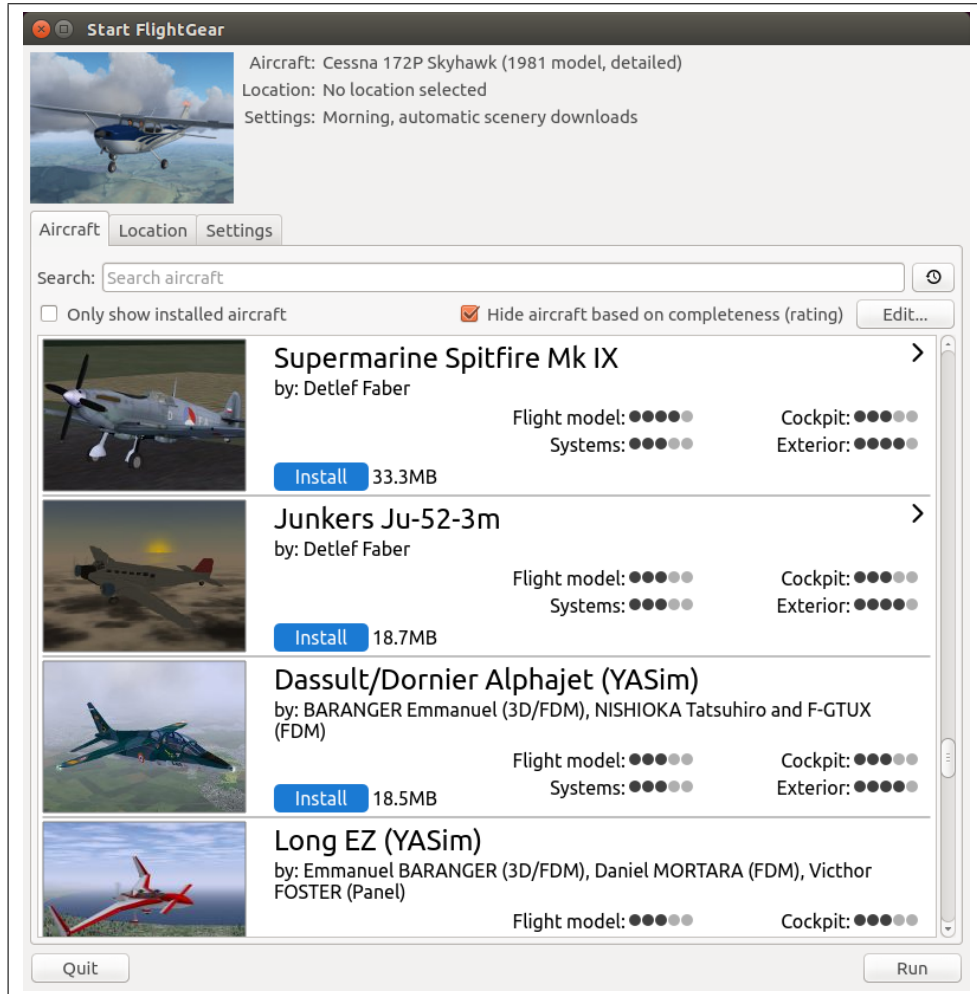 Start FlightGear
Aircraft: Cessna 172P Skyhawk (1981 model, detailed)
Location: No location selected
Settings: Morning, automatic scenery downloads
Aircraft Location Settings
Search: Search aircraft
Only show installed aircraft Hide aircraft based on completeness (rating) Edit...
Supermarine Spitfire Mk IX
by: Detlef Faber
Flight model: Cockpit:
Systems: Exterior:
Install 33.3MB
Junkers Ju-52-3m
by: Detlef Faber
Flight model: Cockpit:
Systems: Exterior:
Install 18.7MB
Dassult/Dornier Alphajet (YASim)
by: BARANGER Emmanuel (3D/FDM), NISHIOKA Tatsuhiro and F-GTUX
(FDM)
Flight model: Cockpit:
Systems: Exterior:
Install 18.5MB
Long EZ (YASim)
by: Emmanuel BARANGER (3D/FDM), Daniel MORTARA (FDM), Victhor
FOSTER (Panel)
Flight model: Cockpit:
Quit Run